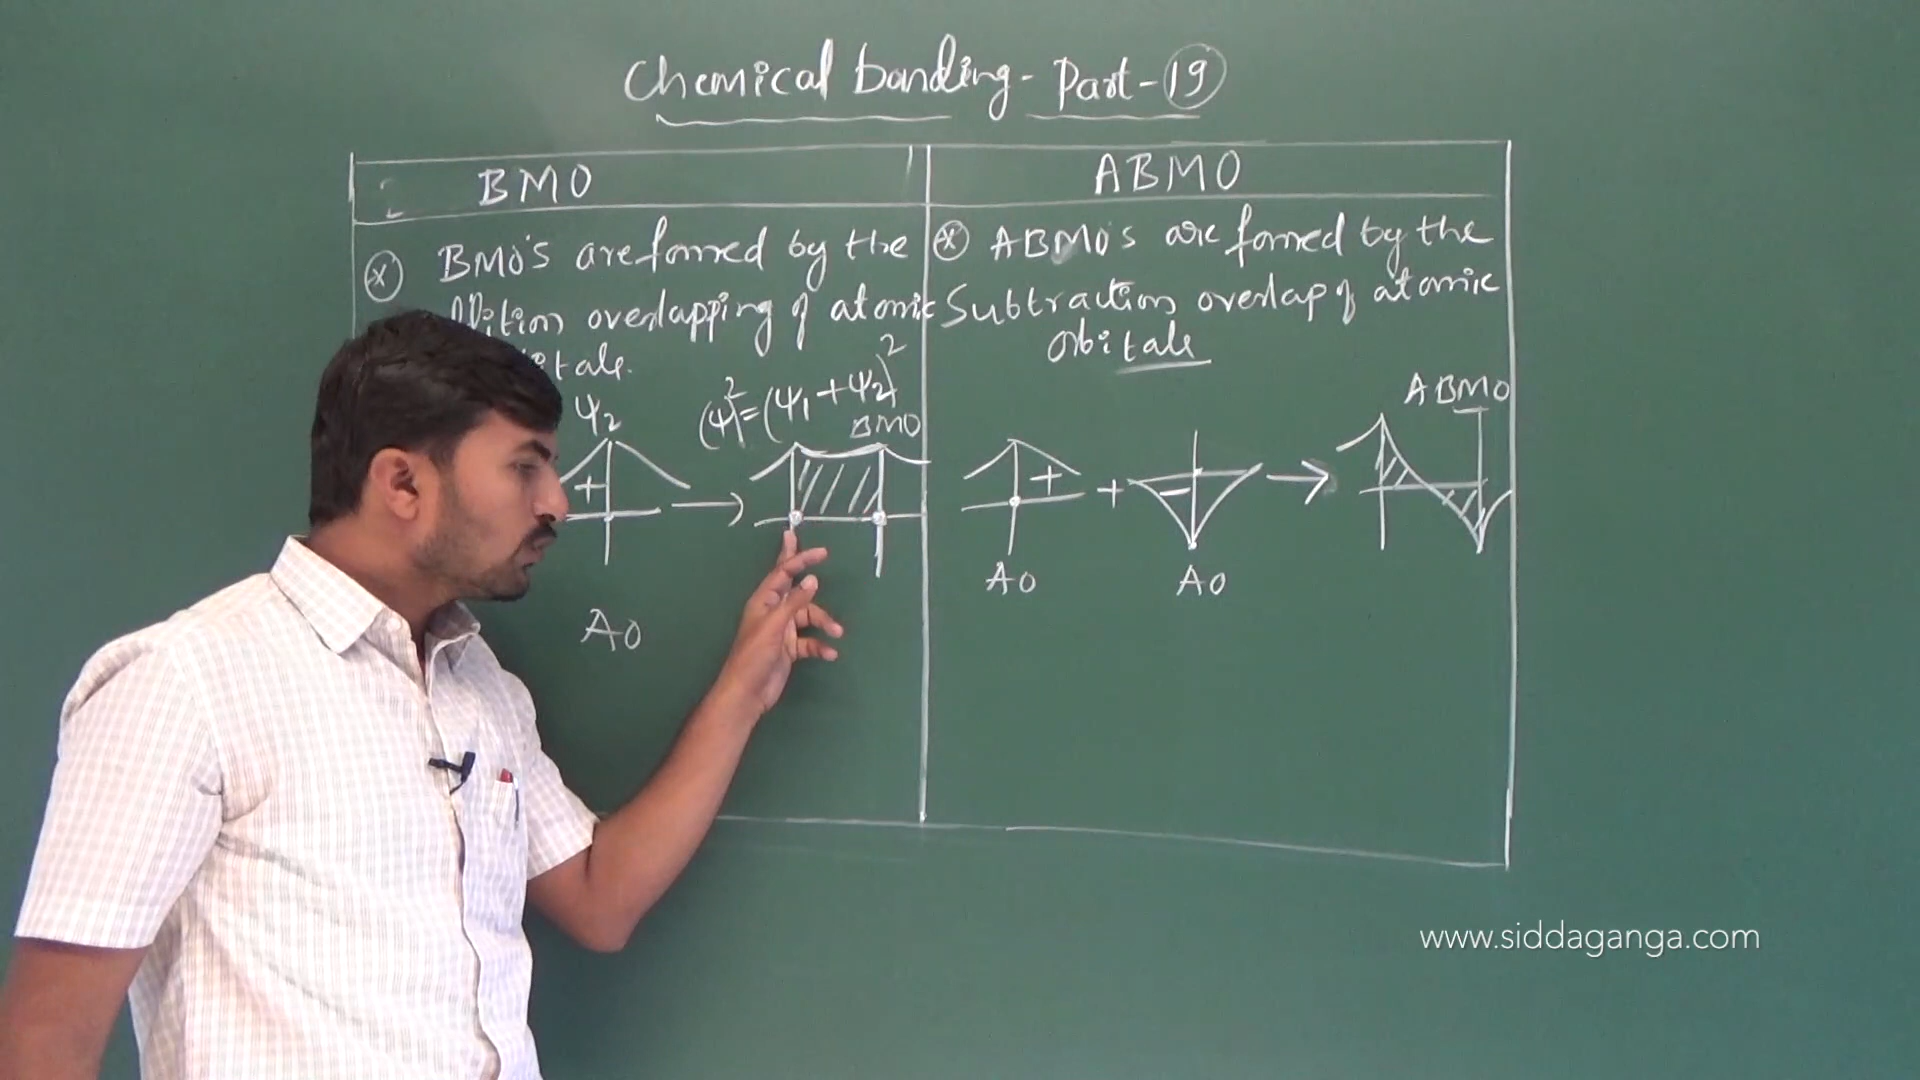 Chemical bonding - Part - 19
BMO
ABMO
BMO's are formed by the
overlapping of atomic
ABMO's are formed by the
Subtraction overlap of atomic
orbitals
ψ2
(ψ)² = (ψ1 + ψ2)²
BMO
+
AO
+
+
−
AO
AO
ABMO
www.siddaganga.com